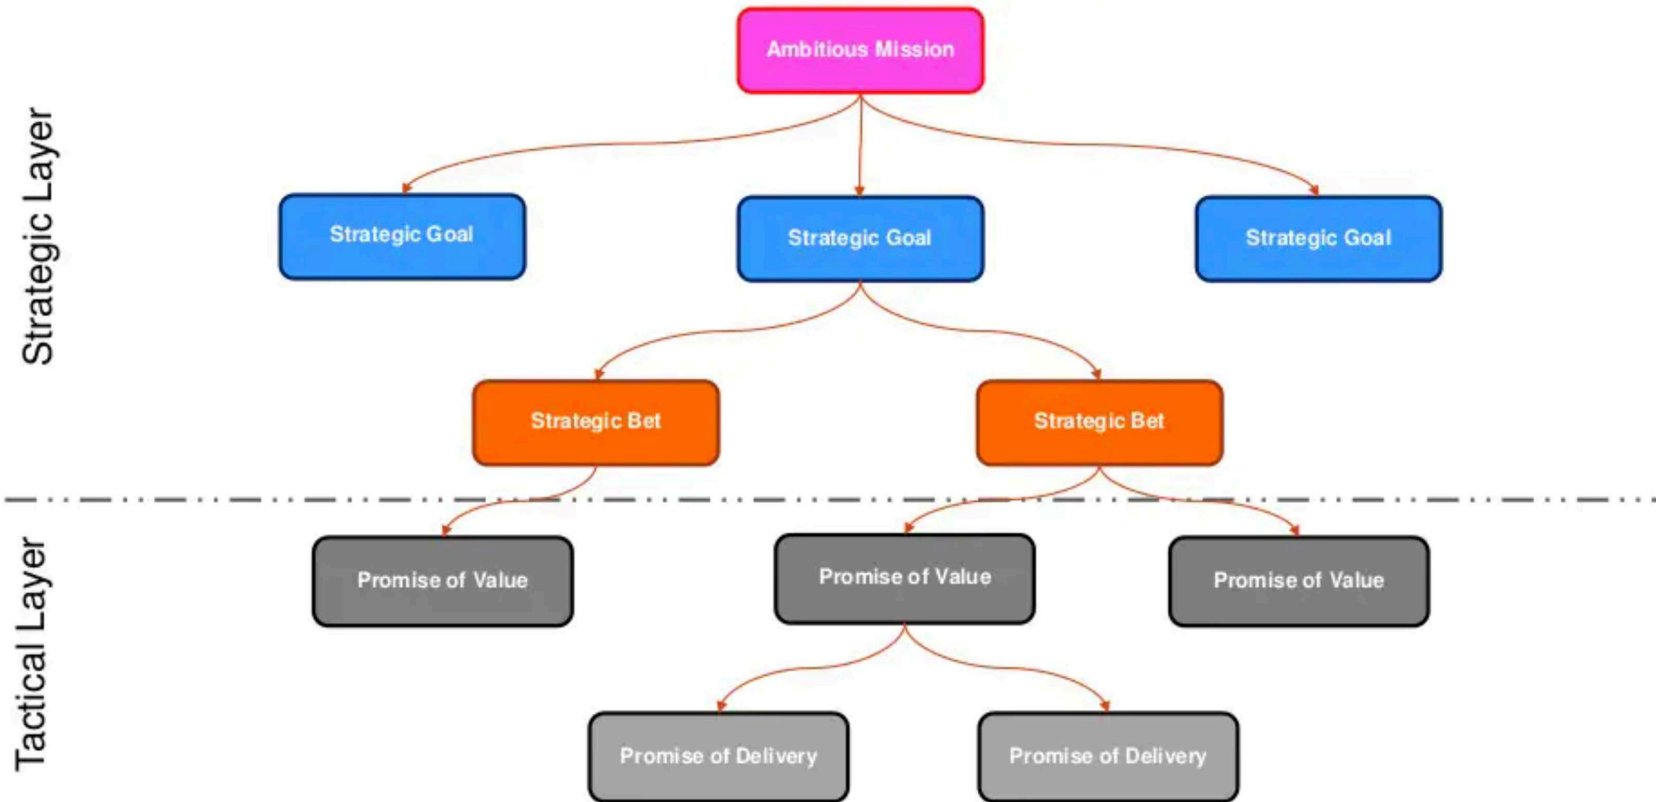 Ambitious Mission
Strategic Layer
Strategic Goal
Strategic Goal
Strategic Goal
Strategic Bet
Strategic Bet
Tactical Layer
Promise of Value
Promise of Value
Promise of Value
Promise of Delivery
Promise of Delivery